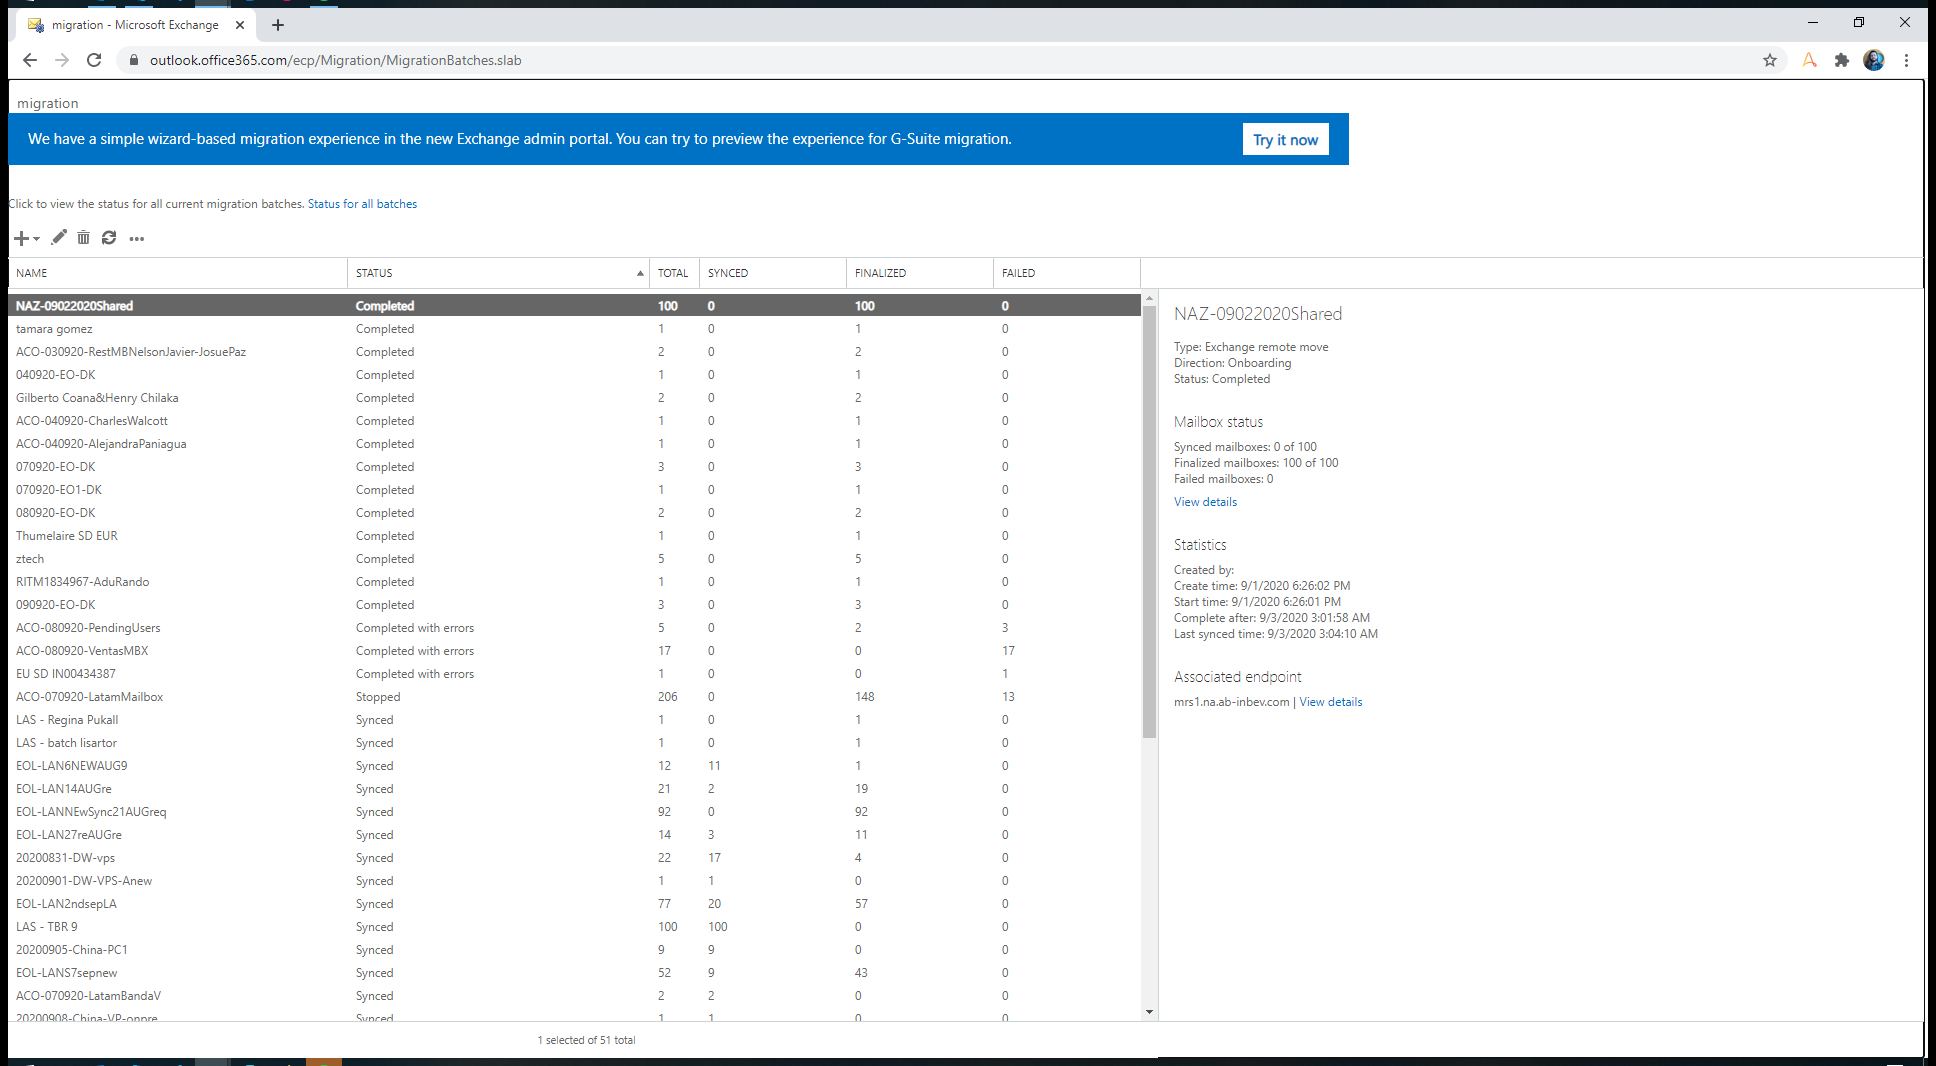 migration - Microsoft Exchange
outlook.office365.com/ecp/Migration/MigrationBatches.slab
migration
We have a simple wizard-based migration experience in the new Exchange admin portal. You can try to preview the experience for G-Suite migration. Try it now
Click to view the status for all current migration batches. Status for all batches
NAME STATUS TOTAL SYNCED FINALIZED FAILED
NAZ-09022020Shared Completed 100 0 100 0
tamara gomez Completed 1 0 1 0
ACO-030920-RestMBNelsonJavier-JosuePaz Completed 2 0 2 0
040920-EO-DK Completed 1 0 1 0
Gilberto Coana&Henry Chilaka Completed 2 0 2 0
ACO-040920-CharlesWalcott Completed 1 0 1 0
ACO-040920-AlejandraPaniagua Completed 1 0 1 0
070920-EO-DK Completed 3 0 3 0
070920-EO1-DK Completed 1 0 1 0
080920-EO-DK Completed 2 0 2 0
Thumelaire SD EUR Completed 1 0 1 0
ztech Completed 5 0 5 0
RITM1834967-AduRando Completed 1 0 1 0
090920-EO-DK Completed 3 0 3 0
ACO-080920-PendingUsers Completed with errors 5 0 2 3
ACO-080920-VentasMBX Completed with errors 17 0 0 17
EU SD IN00434387 Completed with errors 1 0 0 1
ACO-070920-LatamMailbox Stopped 206 0 148 13
LAS - Regina Pukall Synced 1 0 1 0
LAS - batch lisartor Synced 1 0 1 0
EOL-LAN6NEWAUG9 Synced 12 11 1 0
EOL-LAN14AUGre Synced 21 2 19 0
EOL-LANNEwSync21AUGreq Synced 92 0 92 0
EOL-LAN27reAUGre Synced 14 3 11 0
20200831-DW-vps Synced 22 17 4 0
20200901-DW-VPS-Anew Synced 1 1 0 0
EOL-LAN2ndsepLA Synced 77 20 57 0
LAS - TBR 9 Synced 100 100 0 0
20200905-China-PC1 Synced 9 9 0 0
EOL-LANS7sepnew Synced 52 9 43 0
ACO-070920-LatamBandaV Synced 2 2 0 0
20200908-China-VP-onpre Synced 1 1 0 0
1 selected of 51 total
NAZ-09022020Shared
Type: Exchange remote move
Direction: Onboarding
Status: Completed
Mailbox status
Synced mailboxes: 0 of 100
Finalized mailboxes: 100 of 100
Failed mailboxes: 0
View details
Statistics
Created by:
Create time: 9/1/2020 6:26:02 PM
Start time: 9/1/2020 6:26:01 PM
Complete after: 9/3/2020 3:01:58 AM
Last synced time: 9/3/2020 3:04:10 AM
Associated endpoint
mrs1.na.ab-inbev.com | View details